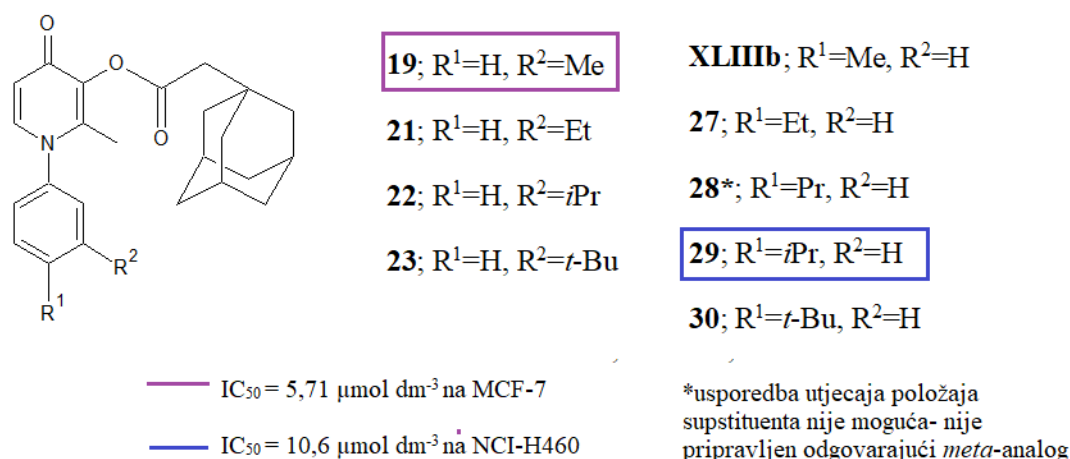 O
O
O
N
R²
R¹
19; R¹=H, R²=Me
21; R¹=H, R²=Et
22; R¹=H, R²=iPr
23; R¹=H, R²=t-Bu
XLIIIb; R¹=Me, R²=H
27; R¹=Et, R²=H
28*; R¹=Pr, R²=H
29; R¹=iPr, R²=H
30; R¹=t-Bu, R²=H
IC₅₀ = 5,71 µmol dm⁻³ na MCF-7
IC₅₀ = 10,6 µmol dm⁻³ na NCI-H460
*usporedba utjecaja položaja
supstituenta nije moguća- nije
pripravljen odgovarajući meta-analog